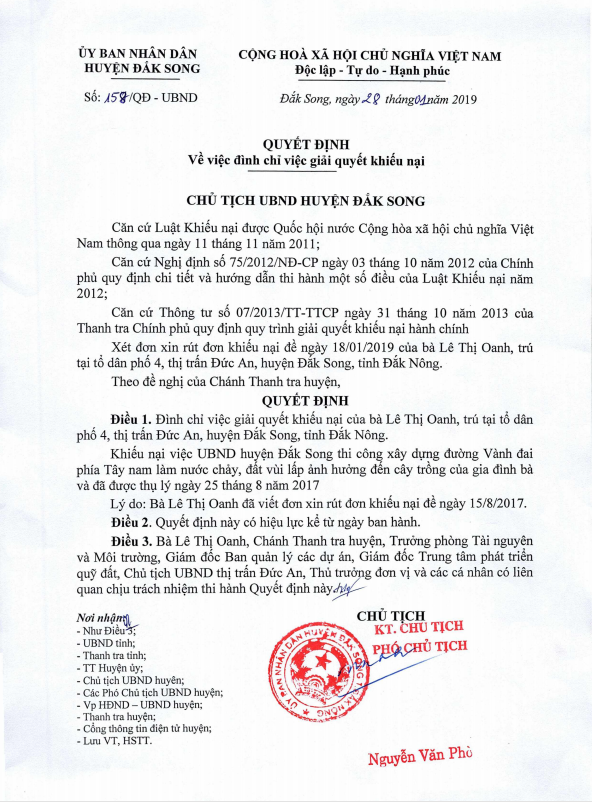 ỦY BAN NHÂN DÂN
HUYỆN ĐẮK SONG
CỘNG HOÀ XÃ HỘI CHỦ NGHĨA VIỆT NAM
Độc lập - Tự do - Hạnh phúc
Số: 158/QĐ - UBND
Đắk Song, ngày 28 tháng 01 năm 2019
QUYẾT ĐỊNH
Về việc đình chỉ việc giải quyết khiếu nại
CHỦ TỊCH UBND HUYỆN ĐẮK SONG
Căn cứ Luật Khiếu nại được Quốc hội nước Cộng hòa xã hội chủ nghĩa Việt
Nam thông qua ngày 11 tháng 11 năm 2011;
Căn cứ Nghị định số 75/2012/NĐ-CP ngày 03 tháng 10 năm 2012 của Chính
phủ quy định chi tiết và hướng dẫn thi hành một số điều của Luật Khiếu nại năm
2012;
Căn cứ Thông tư số 07/2013/TT-TTCP ngày 31 tháng 10 năm 2013 của
Thanh tra Chính phủ quy định quy trình giải quyết khiếu nại hành chính
Xét đơn xin rút đơn khiếu nại đề ngày 18/01/2019 của bà Lê Thị Oanh, trú
tại tổ dân phố 4, thị trấn Đức An, huyện Đắk Song, tỉnh Đắk Nông.
Theo đề nghị của Chánh Thanh tra huyện,
QUYẾT ĐỊNH
Điều 1. Đình chỉ việc giải quyết khiếu nại của bà Lê Thị Oanh, trú tại tổ dân
phố 4, thị trấn Đức An, huyện Đắk Song, tỉnh Đắk Nông.
Khiếu nại việc UBND huyện Đắk Song thi công xây dựng đường Vành đai
phía Tây nam làm nước chảy, đất vùi lấp ảnh hưởng đến cây trồng của gia đình bà
và đã được thụ lý ngày 25 tháng 8 năm 2017
Lý do: Bà Lê Thị Oanh đã viết đơn xin rút đơn khiếu nại đề ngày 15/8/2017.
Điều 2. Quyết định này có hiệu lực kể từ ngày ban hành.
Điều 3. Bà Lê Thị Oanh, Chánh Thanh tra huyện, Trưởng phòng Tài nguyên
và Môi trường, Giám đốc Ban quản lý các dự án, Giám đốc Trung tâm phát triển
quỹ đất, Chủ tịch UBND thị trấn Đức An, Thủ trưởng đơn vị và các cá nhân có liên
quan chịu trách nhiệm thi hành Quyết định này
Nơi nhận:
- Như Điều 3;
- UBND tỉnh;
- Thanh tra tỉnh;
- TT Huyện ủy;
- Chủ tịch UBND huyên;
- Các Phó Chủ tịch UBND huyện;
- Vp HĐND – UBND huyện;
- Thanh tra huyện;
- Cổng thông tin điện tử huyện;
- Lưu VT, HSTT.
CHỦ TỊCH
KT. CHỦ TỊCH
PHÓ CHỦ TỊCH
ỦY BAN NHÂN DÂN HUYỆN ĐẮK SONG T. ĐẮK NÔNG
Nguyễn Văn Phò